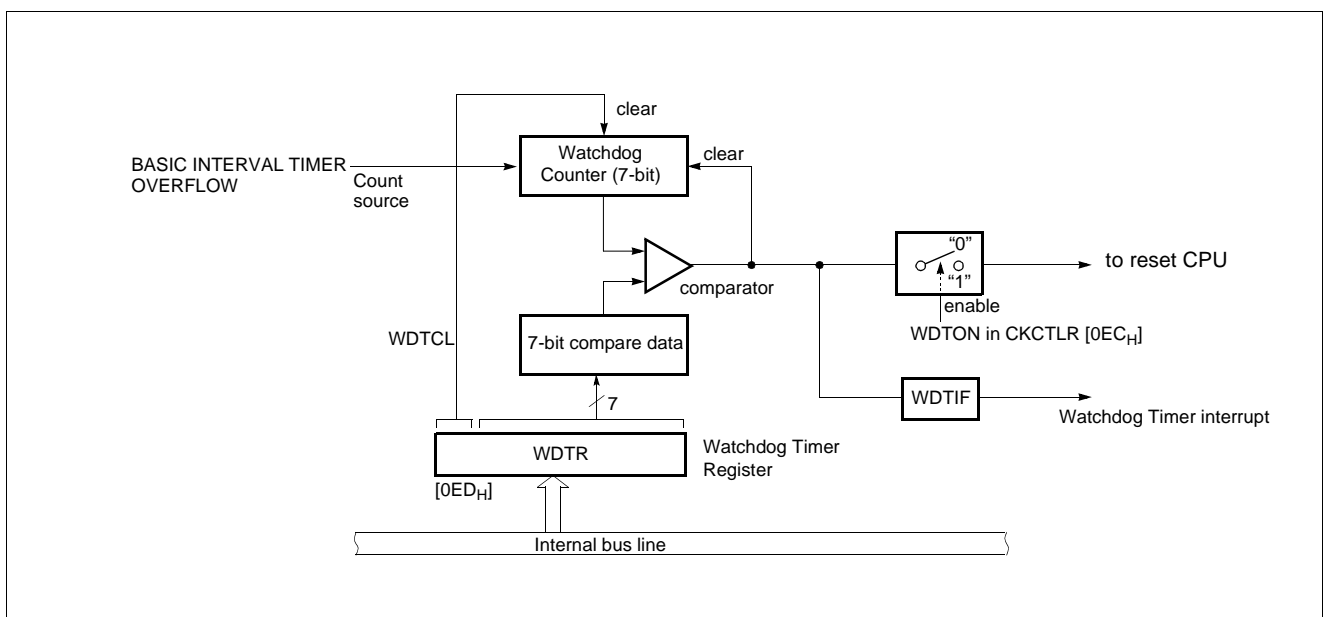 clear
BASIC INTERVAL TIMER
OVERFLOW
Count
source
Watchdog
Counter (7-bit)
clear
comparator
“0”
“1”
enable
to reset CPU
WDTON in CKCTLR [0ECH]
WDTCL
7-bit compare data
7
WDTIF
Watchdog Timer interrupt
WDTR
Watchdog Timer
Register
[0EDH]
Internal bus line